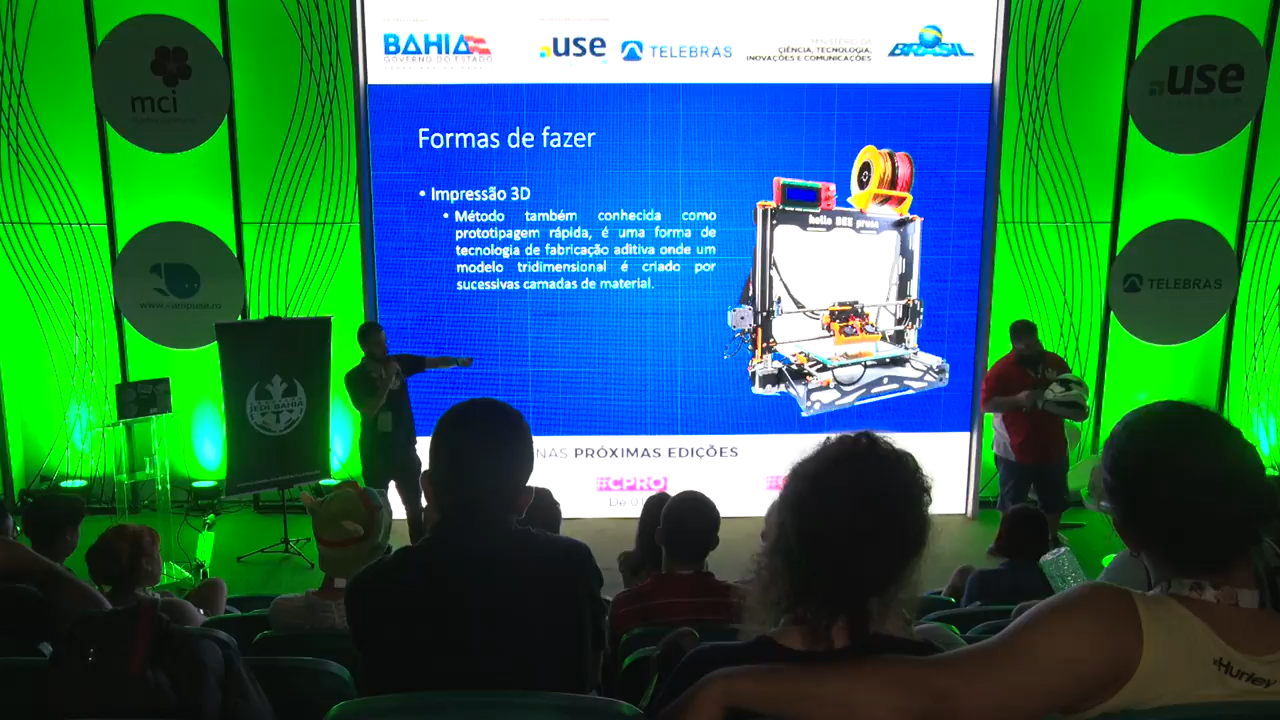 BAHIA
GOVERNO DO ESTADO
use
TELEBRAS
MINISTÉRIO DA
CIÊNCIA, TECNOLOGIA,
INOVAÇÕES E COMUNICAÇÕES
BRASIL
mci
use
Formas de fazer
• Impressão 3D
• Método também conhecida como
prototipagem rápida, é uma forma de
tecnologia de fabricação aditiva onde um
modelo tridimensional é criado por
sucessivas camadas de material.
hello BEE prusa
TELEBRAS
JEDI BAHIA
NAS PRÓXIMAS EDIÇÕES
#CPRO
Hurley